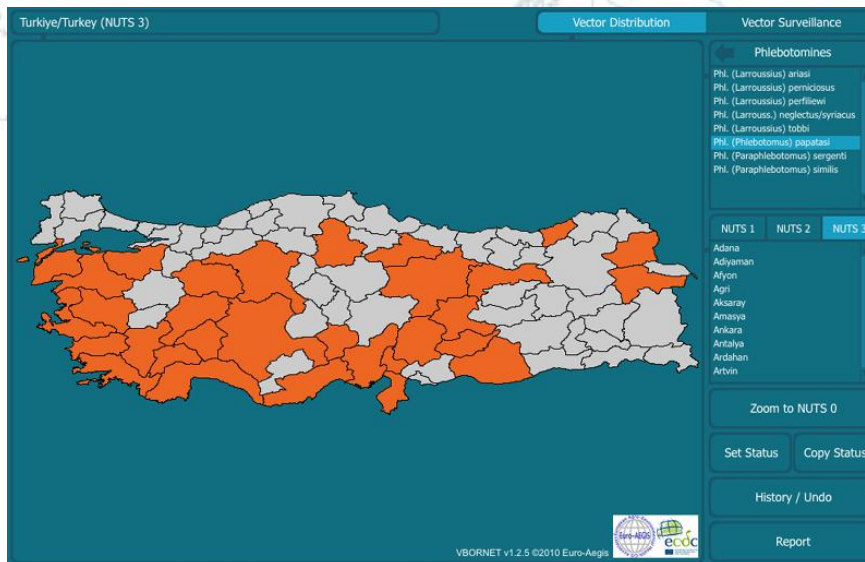 Turkiye/Turkey (NUTS 3)
Vector Distribution
Vector Surveillance
Phlebotomines
Phl. (Larroussius) ariasi
Phl. (Larroussius) perniciosus
Phl. (Larroussius) perfiliewi
Phl. (Larrouss.) neglectus/syriacus
Phl. (Larroussius) tobbi
Phl. (Phlebotomus) papatasi
Phl. (Paraphlebotomus) sergenti
Phl. (Paraphlebotomus) similis
NUTS 1
NUTS 2
NUTS 3
Adana
Adiyaman
Afyon
Agri
Aksaray
Amasya
Ankara
Antalya
Ardahan
Artvin
Zoom to NUTS 0
Set Status
Copy Status
History / Undo
Report
VBORNET v1.2.5 ©2010 Euro-Aegis
Euro-AEGIS
ecdc